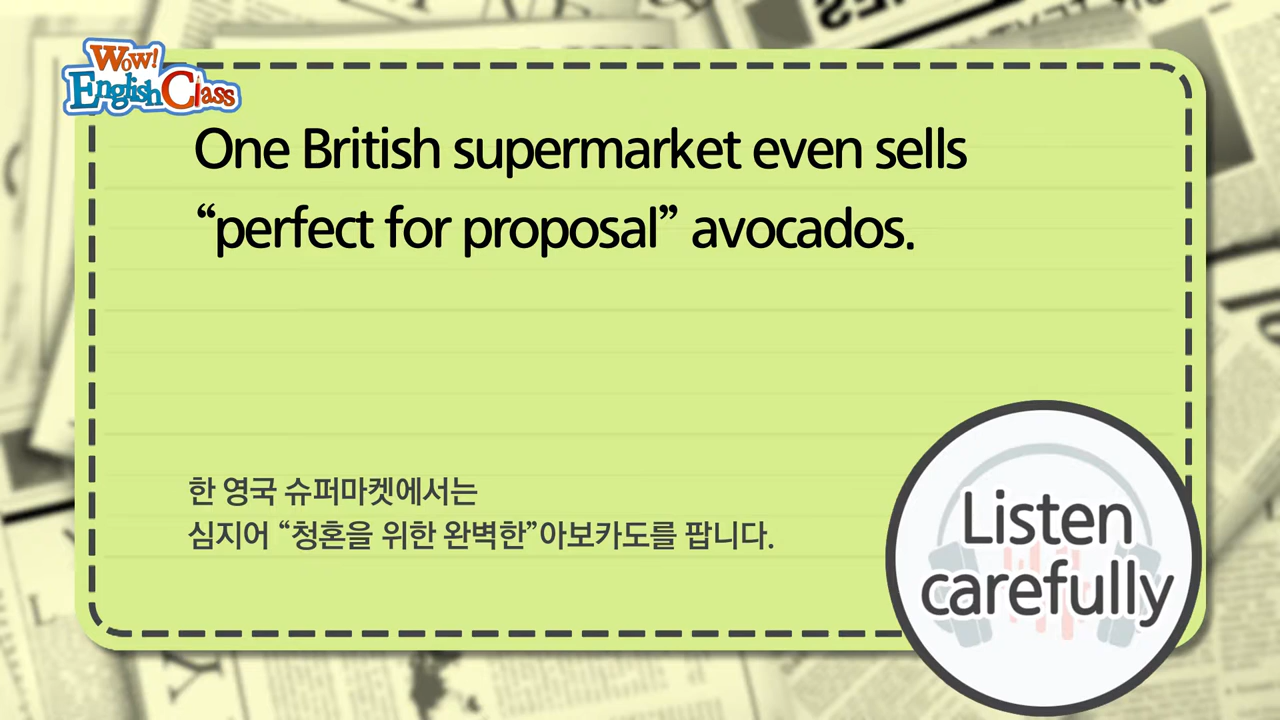 Wow!
English Class
One British supermarket even sells
“perfect for proposal” avocados.
한 영국 슈퍼마켓에서는
심지어 “청혼을 위한 완벽한”아보카도를 팝니다.
Listen
carefully